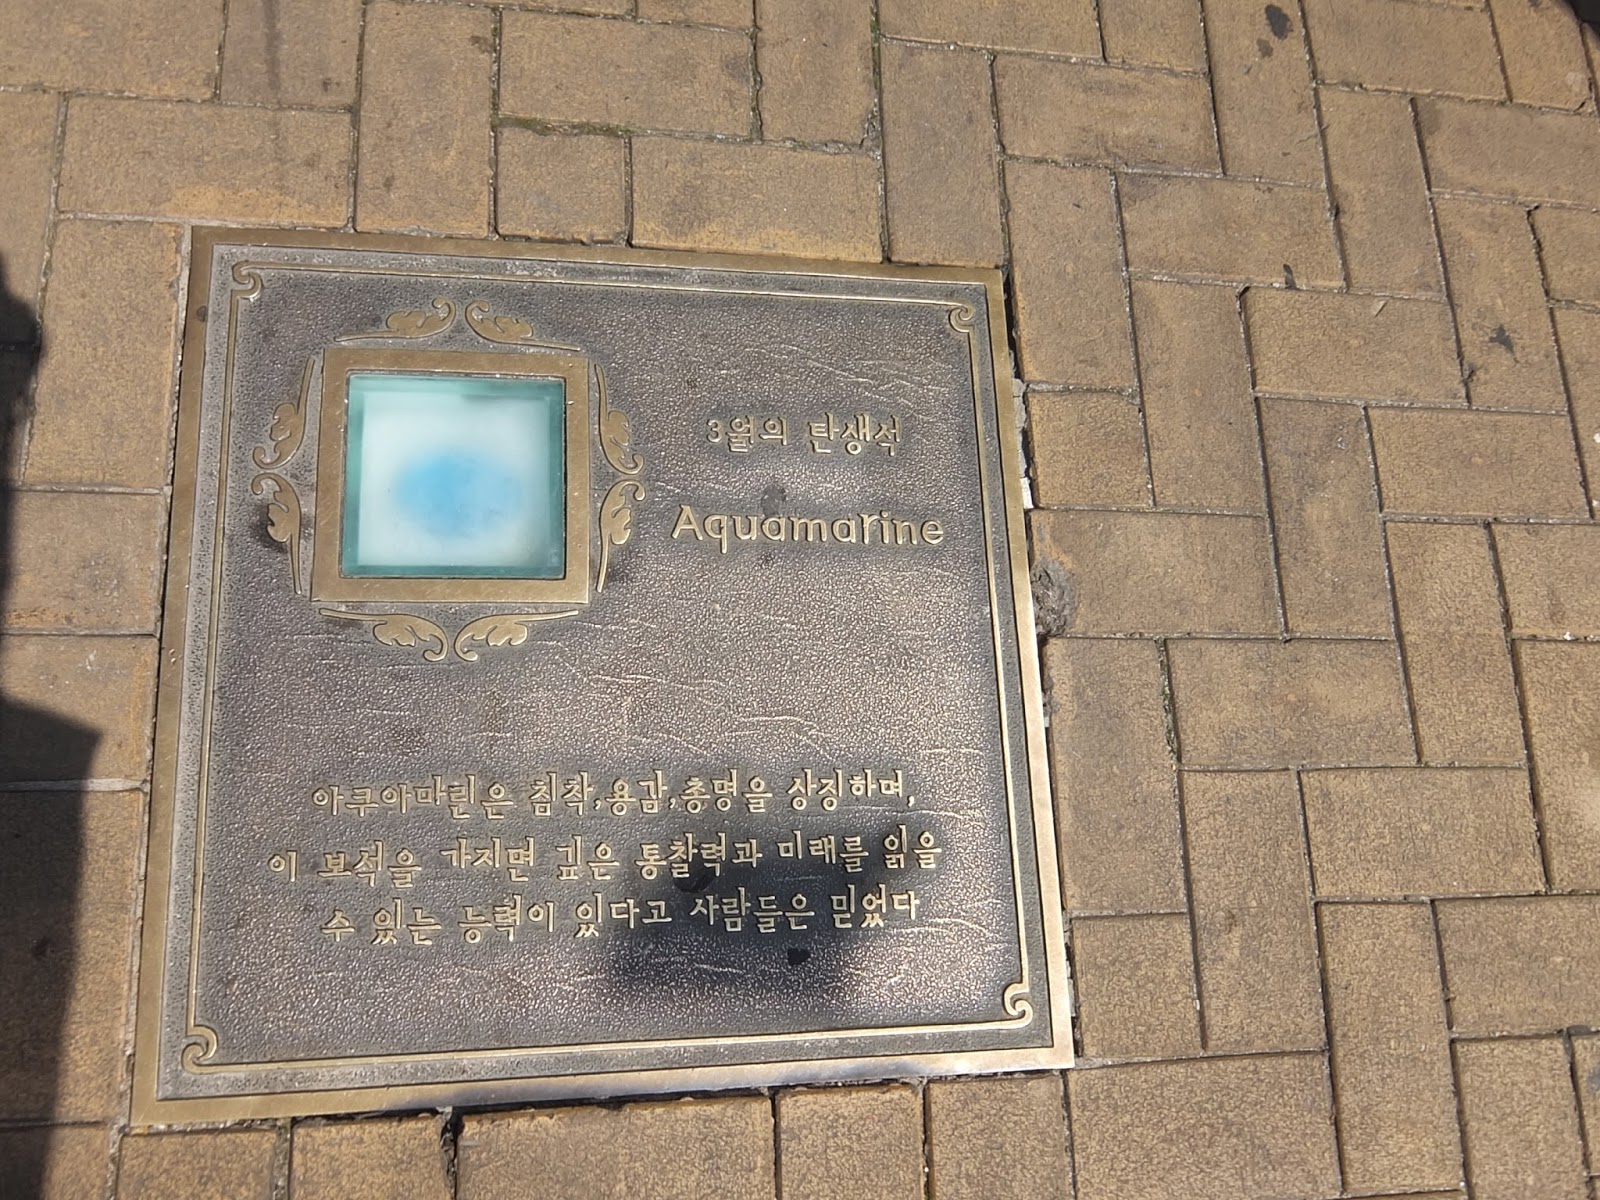 3월의 탄생석
Aquamarine
아쿠아마린은 침착,용감,총명을 상징하며,
이 보석을 가지면 깊은 통찰력과 미래를 읽을
수 있는 능력이 있다고 사람들은 믿었다